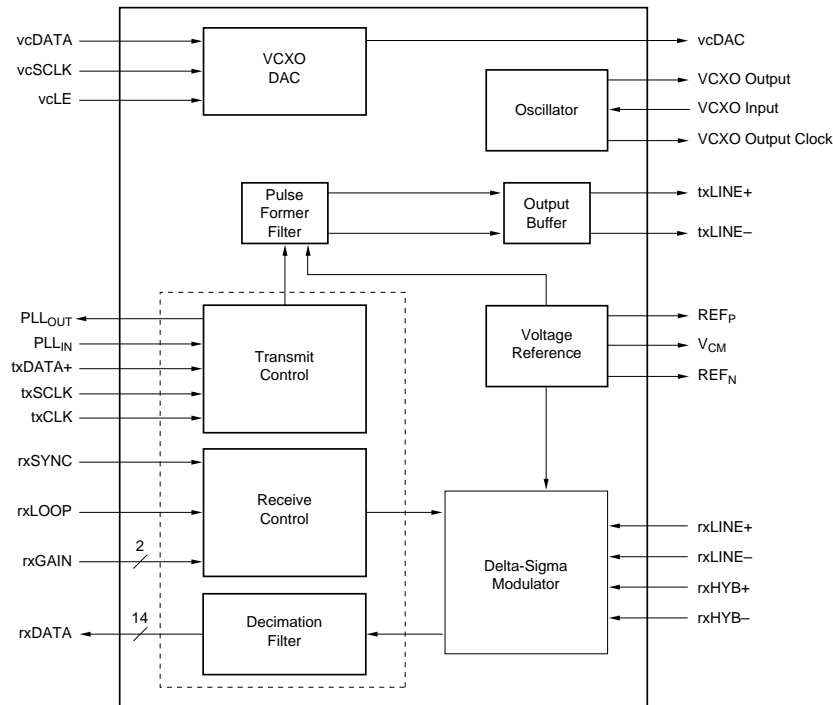 vcDATA
vcSCLK
vcLE
VCXO
DAC
vcDAC
Oscillator
VCXO Output
VCXO Input
VCXO Output Clock
Pulse
Former
Filter
Output
Buffer
txLINE+
txLINE–
PLLOUT
PLLIN
txDATA+
txSCLK
txCLK
Transmit
Control
Voltage
Reference
REFP
VCM
REFN
rxSYNC
rxLOOP
rxGAIN
2
Receive
Control
Delta-Sigma
Modulator
rxLINE+
rxLINE–
rxHYB+
rxHYB–
rxDATA
14
Decimation
Filter